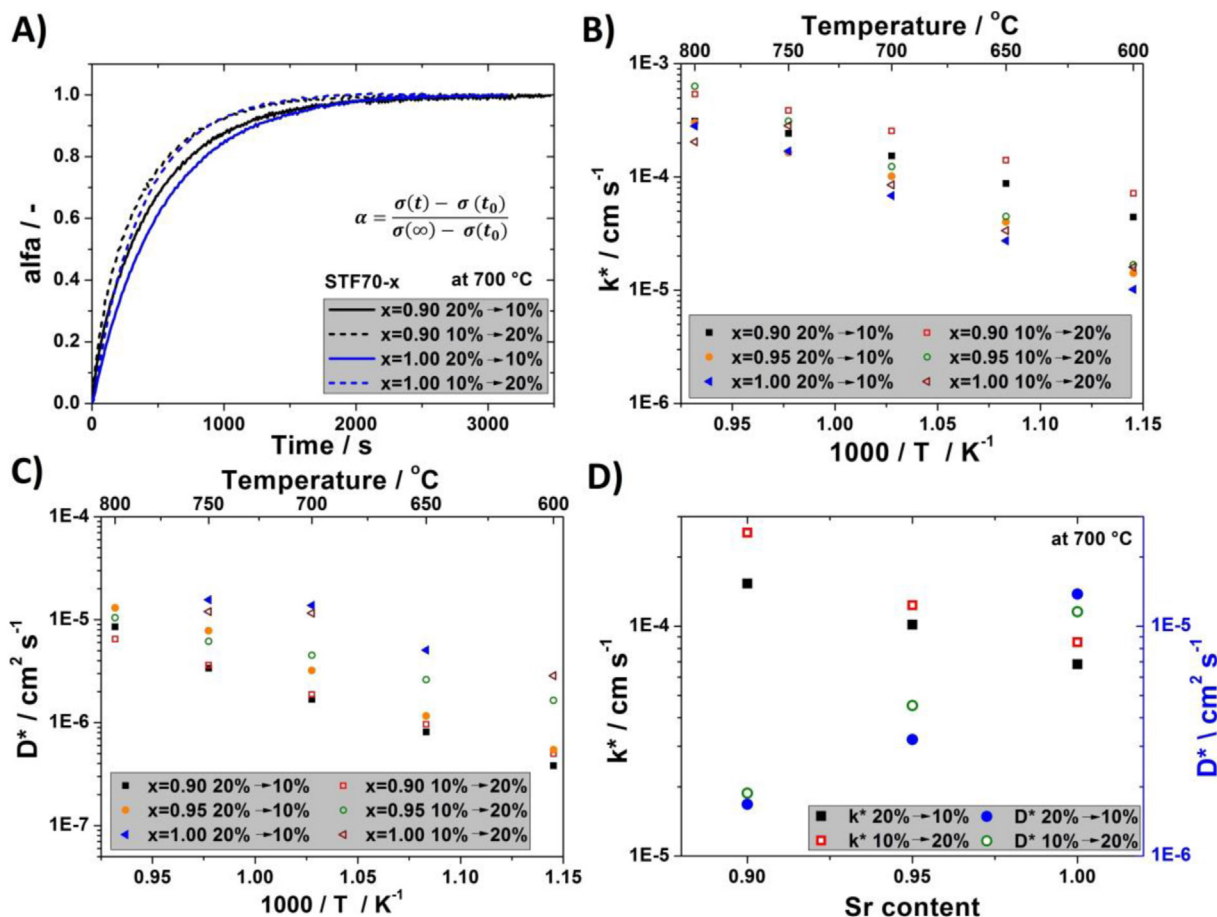 A)
1.0
0.8
0.6
0.4
0.2
0.0
alfa / -
α = σ(t) − σ (t₀) / σ(∞) − σ(t₀)
STF70-x at 700 °C
x=0.90 20%→10%
x=0.90 10%→20%
x=1.00 20%→10%
x=1.00 10%→20%
0 1000 2000 3000
Time / s
B)
Temperature / °C
800 750 700 650 600
1E-3
1E-4
1E-5
1E-6
k* / cm s⁻¹
x=0.90 20%→10% x=0.90 10%→20%
x=0.95 20%→10% x=0.95 10%→20%
x=1.00 20%→10% x=1.00 10%→20%
0.95 1.00 1.05 1.10 1.15
1000 / T / K⁻¹
C)
Temperature / °C
800 750 700 650 600
1E-4
1E-5
1E-6
1E-7
D* / cm² s⁻¹
x=0.90 20%→10% x=0.90 10%→20%
x=0.95 20%→10% x=0.95 10%→20%
x=1.00 20%→10% x=1.00 10%→20%
0.95 1.00 1.05 1.10 1.15
1000 / T / K⁻¹
D)
at 700 °C
1E-4
1E-5
k* / cm s⁻¹
1E-5
1E-6
D* \ cm² s⁻¹
k* 20%→10% D* 20%→10%
k* 10%→20% D* 10%→20%
0.90 0.95 1.00
Sr content